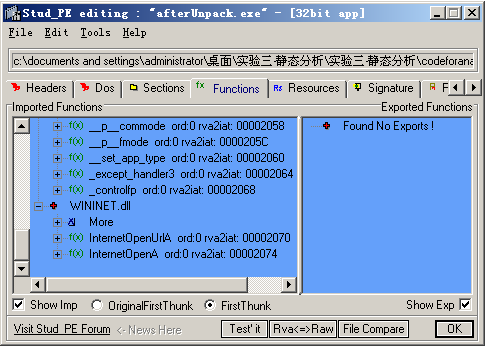 Stud_PE editing : "afterUnpack.exe" - [32bit app]
File Edit Tools Help
c:\documents and settings\administrator\桌面\实验三·静态分析\实验三·静态分析\codeforana
Headers Dos Sections fx Functions Rs Resources Signature F
Imported Functions Exported Functions
f(x) __p__commode ord:0 rva2iat: 00002058
f(x) __p__fmode ord:0 rva2iat: 0000205C
f(x) __set_app_type ord:0 rva2iat: 00002060
f(x) _except_handler3 ord:0 rva2iat: 00002064
f(x) _controlfp ord:0 rva2iat: 00002068
WININET.dll
More
f(x) InternetOpenUrlA ord:0 rva2iat: 00002070
f(x) InternetOpenA ord:0 rva2iat: 00002074
Found No Exports !
Show Imp OriginalFirstThunk FirstThunk Show Exp
Visit Stud_PE Forum <- News Here Test' it Rva<=>Raw File Compare OK